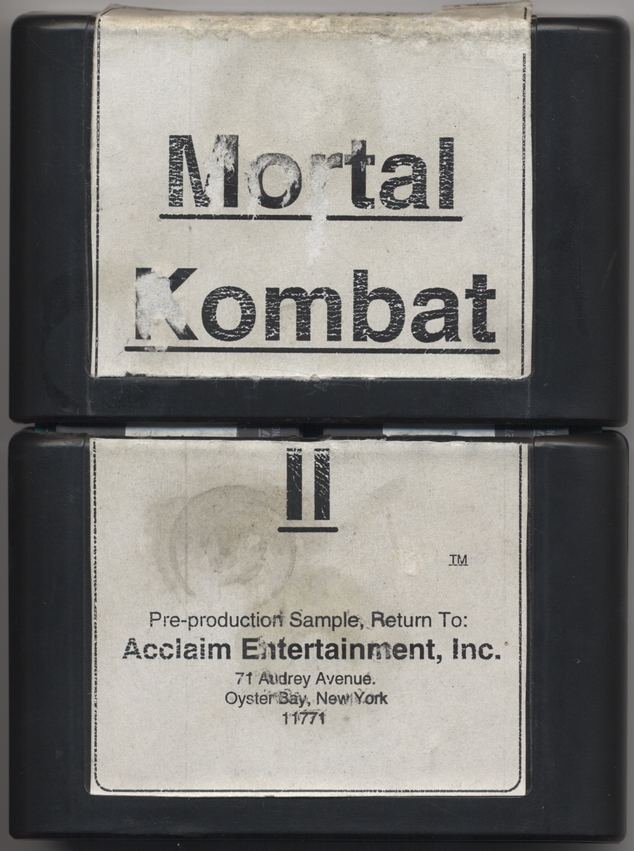 Mortal
Kombat
II
TM
Pre-production Sample, Return To:
Acclaim Entertainment, Inc.
71 Audrey Avenue.
Oyster Bay, New York
11771